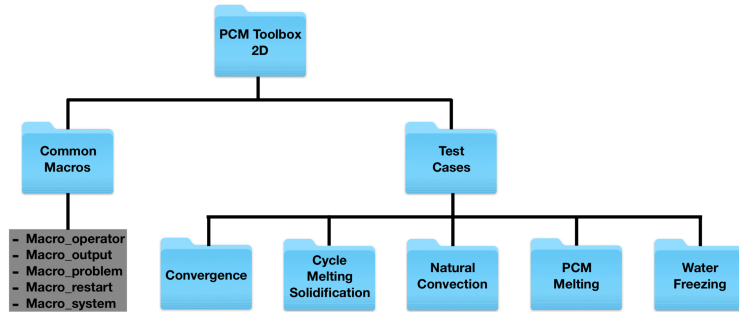 PCM Toolbox
2D
Common
Macros
Test
Cases
- Macro_operator
- Macro_output
- Macro_problem
- Macro_restart
- Macro_system
Convergence
Cycle
Melting
Solidification
Natural
Convection
PCM
Melting
Water
Freezing